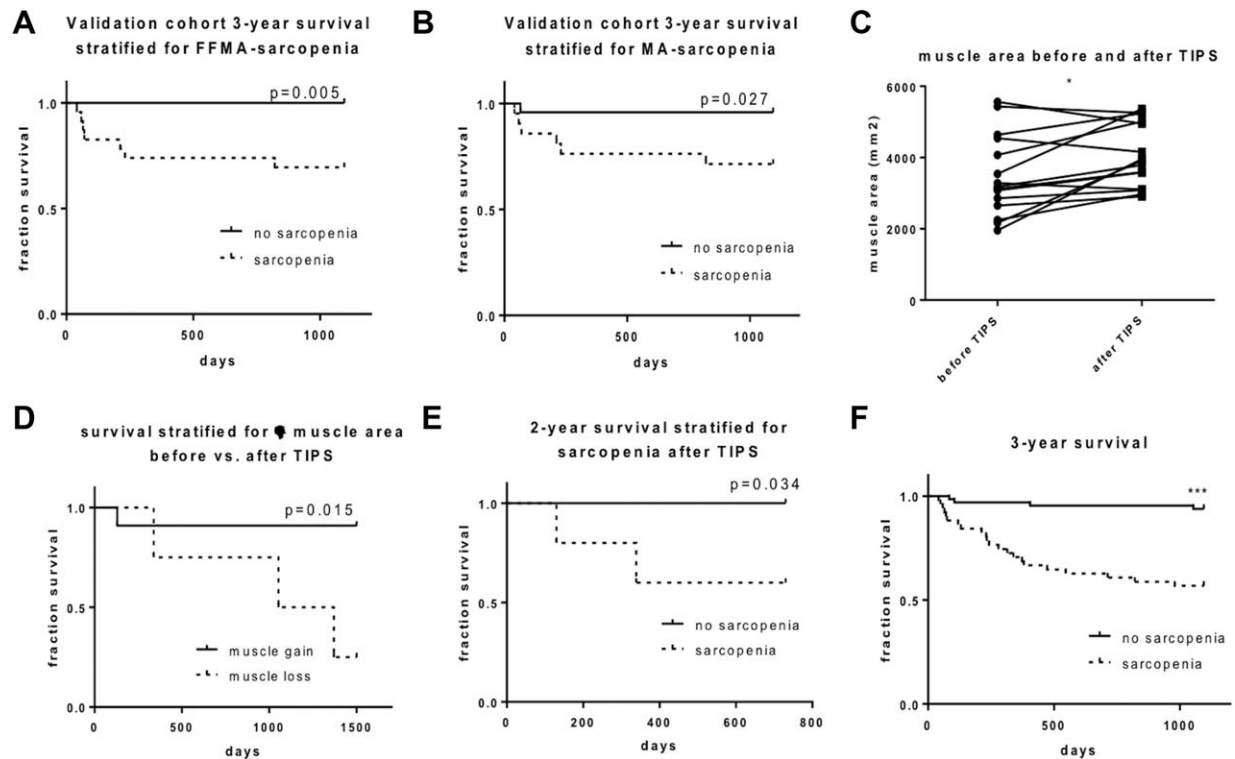 A
Validation cohort 3-year survival
stratified for FFMA-sarcopenia
p=0.005
1.0
0.5
0.0
fraction survival
no sarcopenia
sarcopenia
0
500
1000
days
B
Validation cohort 3-year survival
stratified for MA-sarcopenia
p=0.027
1.0
0.5
0.0
fraction survival
no sarcopenia
sarcopenia
0
500
1000
days
C
muscle area before and after TIPS
*
6000
4000
2000
0
muscle area (mm2)
before TIPS
after TIPS
D
survival stratified for muscle area
before vs. after TIPS
p=0.015
1.0
0.5
0.0
fraction survival
muscle gain
muscle loss
0
500
1000
1500
days
E
2-year survival stratified for
sarcopenia after TIPS
p=0.034
1.0
0.5
0.0
fraction survival
no sarcopenia
sarcopenia
0
200
400
600
800
days
F
3-year survival
***
1.0
0.5
0.0
fraction survival
no sarcopenia
sarcopenia
0
500
1000
days